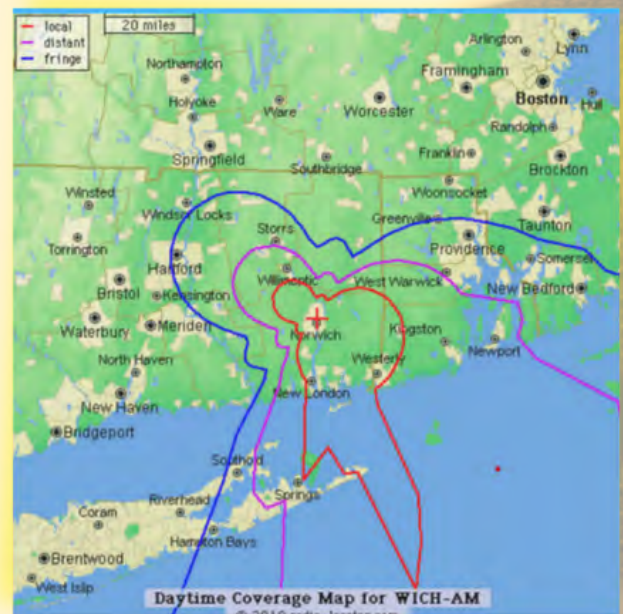 local
distant
fringe
20 miles
Lynn
Arlington
Northampton
Framingham
Boston
Holyoke
Ware
Worcester
Hull
Randolph
Springfield
Franklin
Brockton
Southbridge
Winsted
Woonsocket
Windsor Locks
Greenville
Taunton
Storrs
Torrington
Providence
Hartford
Somerset
Willimantic
West Warwick
Bristol
Kensington
New Bedford
Waterbury
Meriden
Norwich
Kingston
Newport
North Haven
Westerly
New London
New Haven
Bridgeport
Southold
Springs
Riverhead
Coram
Hampton Bays
Brentwood
West Islip
Daytime Coverage Map for WICH-AM